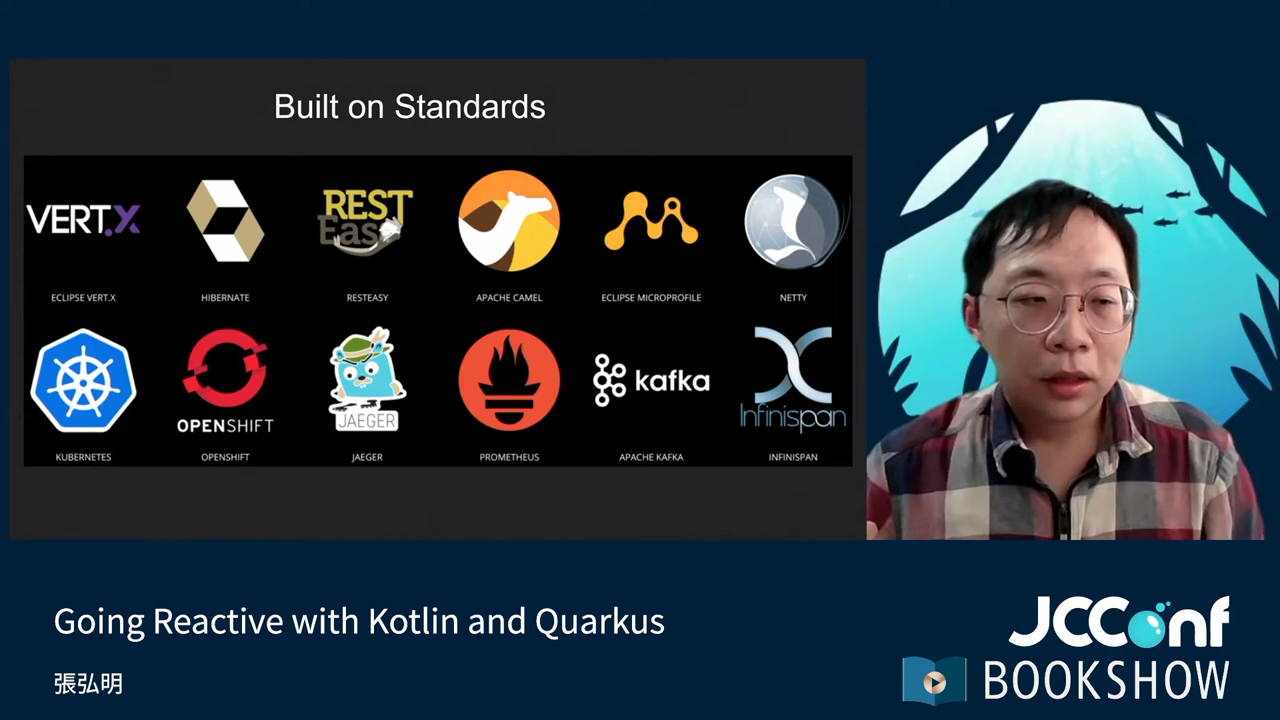 Built on Standards
VERT.X
REST
Easy
ECLIPSE VERT.X
HIBERNATE
RESTEASY
APACHE CAMEL
ECLIPSE MICROPROFILE
NETTY
OPENSHIFT
JAEGER
kafka
Infinispan
KUBERNETES
OPENSHIFT
JAEGER
PROMETHEUS
APACHE KAFKA
INFINISPAN
Going Reactive with Kotlin and Quarkus
張弘明
JCConf
BOOKSHOW